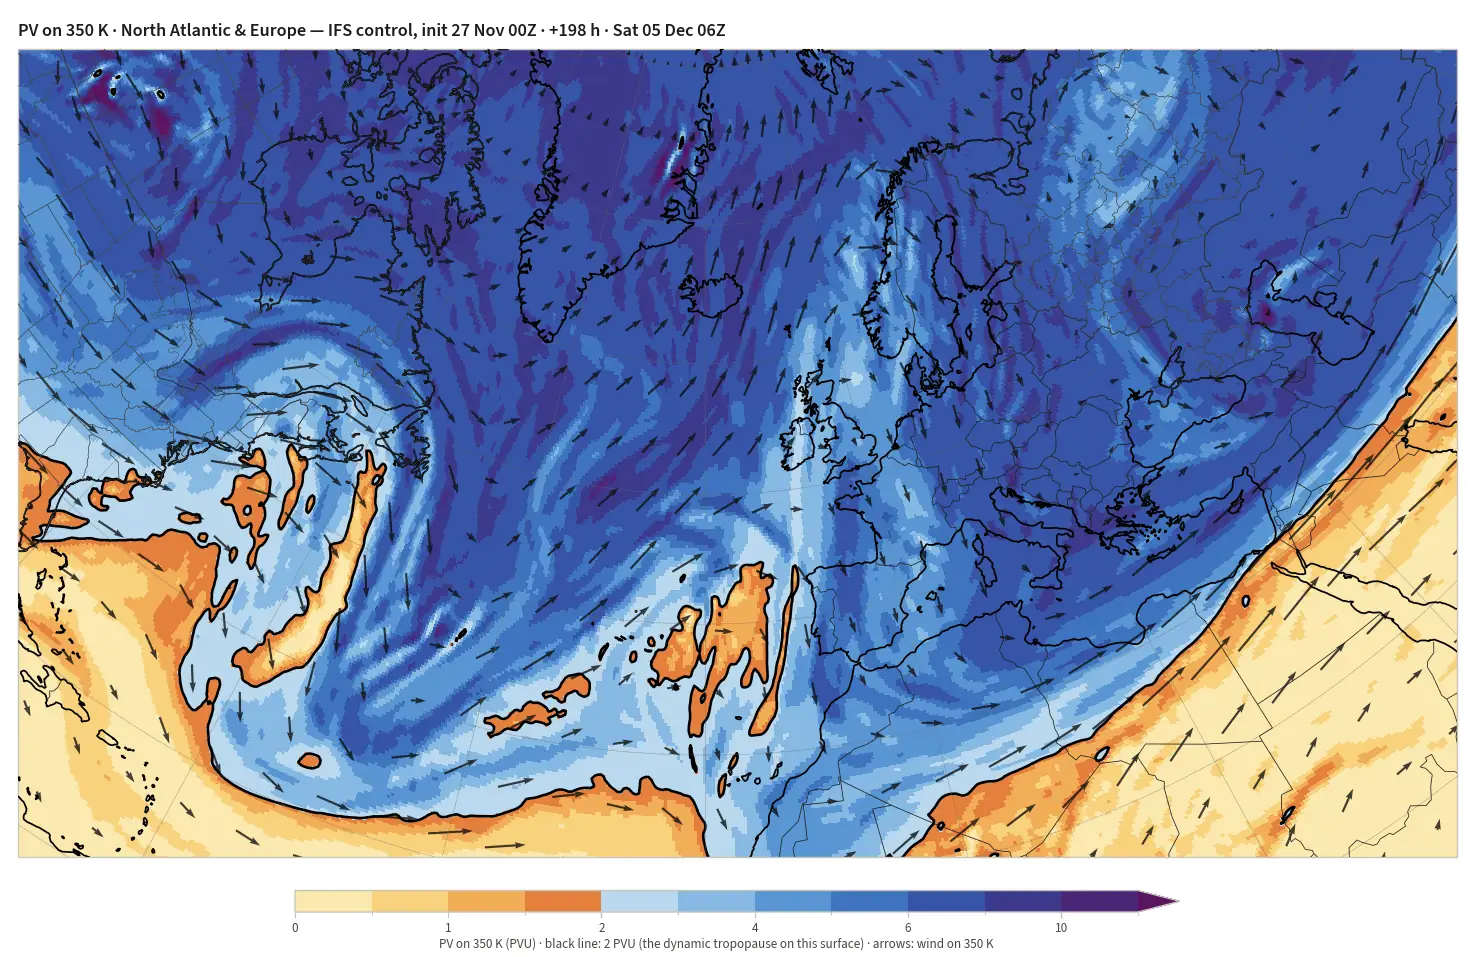 PV on 350 K · North Atlantic & Europe — IFS control, init 27 Nov 00Z · +198 h · Sat 05 Dec 06Z
0 1 2 4 6 10
PV on 350 K (PVU) · black line: 2 PVU (the dynamic tropopause on this surface) · arrows: wind on 350 K